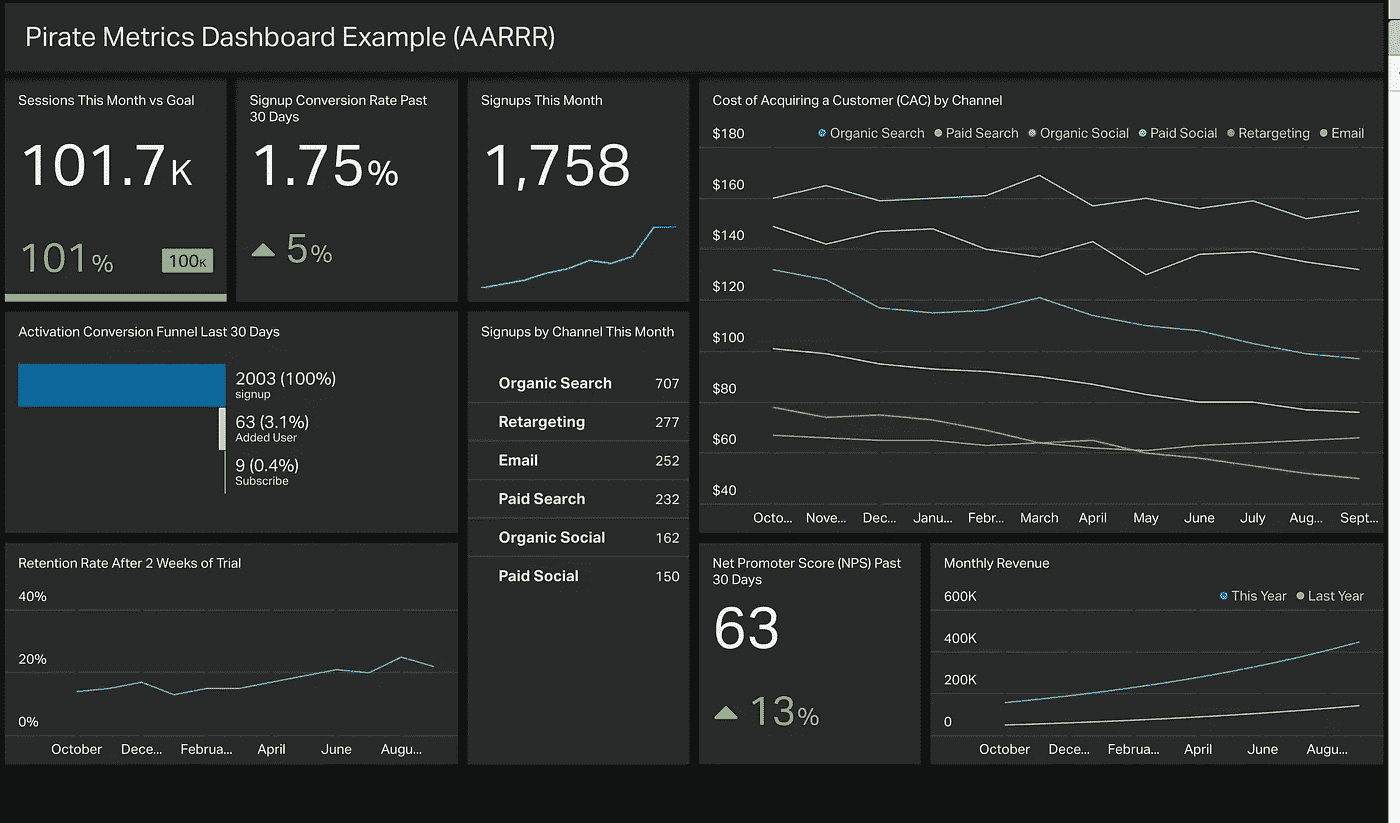 Pirate Metrics Dashboard Example (AARRR)
Sessions This Month vs Goal
101.7K
101%
100K
Signup Conversion Rate Past
30 Days
1.75%
5%
Signups This Month
1,758
Cost of Acquiring a Customer (CAC) by Channel
Organic Search Paid Search Organic Social Paid Social Retargeting Email
$180
$160
$140
$120
$100
$80
$60
$40
Octo... Nove... Dec... Janu... Febr... March April May June July Aug... Sept...
Activation Conversion Funnel Last 30 Days
2003 (100%)
signup
63 (3.1%)
Added User
9 (0.4%)
Subscribe
Signups by Channel This Month
Organic Search 707
Retargeting 277
Email 252
Paid Search 232
Organic Social 162
Paid Social 150
Retention Rate After 2 Weeks of Trial
40%
20%
0%
October Dece... Februa... April June Augu...
Net Promoter Score (NPS) Past
30 Days
63
13%
Monthly Revenue
This Year Last Year
600K
400K
200K
0
October Dece... Februa... April June Augu...